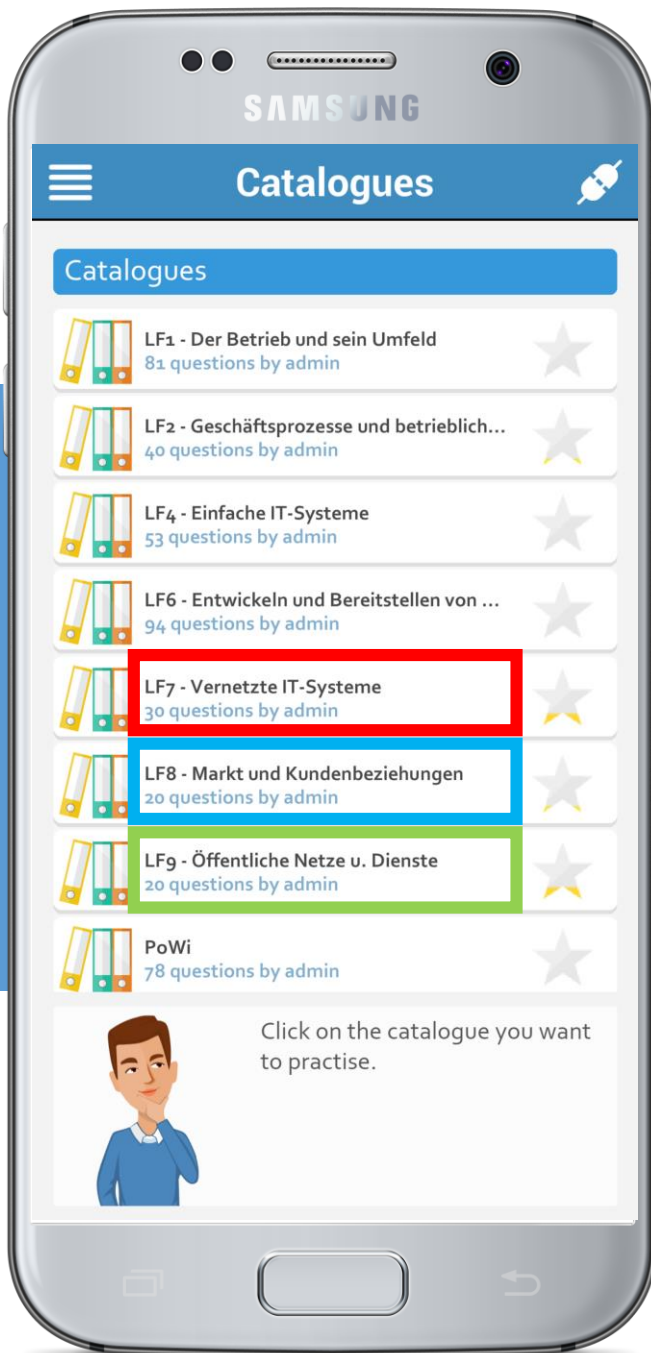 SAMSUNG
Catalogues
Catalogues
LF1 - Der Betrieb und sein Umfeld
81 questions by admin
LF2 - Geschäftsprozesse und betrieblich...
40 questions by admin
LF4 - Einfache IT-Systeme
53 questions by admin
LF6 - Entwickeln und Bereitstellen von ...
94 questions by admin
LF7 - Vernetzte IT-Systeme
30 questions by admin
LF8 - Markt und Kundenbeziehungen
20 questions by admin
LF9 - Öffentliche Netze u. Dienste
20 questions by admin
PoWi
78 questions by admin
Click on the catalogue you want
to practise.